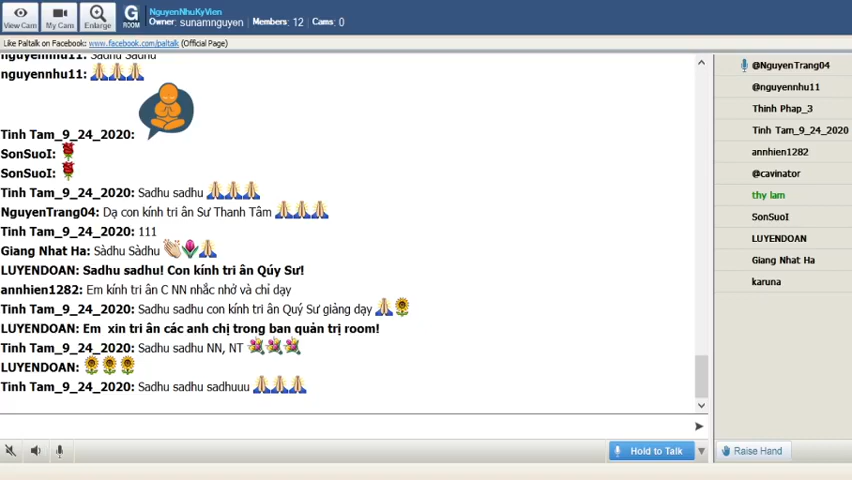 View Cam
My Cam
Enlarge
G
ROOM
NguyenNhuKyVien
Owner: sunamnguyen Members: 12 Cams: 0
Like Paltalk on Facebook: www.facebook.com/paltalk (Official Page)
nguyennhu11: Sadhu Sadhu
nguyennhu11:
Tinh Tam_9_24_2020:
SonSuoI:
SonSuoI:
Tinh Tam_9_24_2020: Sadhu sadhu
NguyenTrang04: Dạ con kính tri ân Sư Thanh Tâm
Tinh Tam_9_24_2020: 111
Giang Nhat Ha: Sàdhu Sàdhu
LUYENDOAN: Sadhu sadhu! Con kính tri ân Qúy Sư!
annhien1282: Em kính tri ân C NN nhắc nhở và chỉ dạy
Tinh Tam_9_24_2020: Sadhu sadhu con kính tri ân Quý Sư giảng dạy
LUYENDOAN: Em xin tri ân các anh chị trong ban quản trị room!
Tinh Tam_9_24_2020: Sadhu sadhu NN, NT
LUYENDOAN:
Tinh Tam_9_24_2020: Sadhu sadhu sadhuuu
Hold to Talk
@NguyenTrang04
@nguyennhu11
Thinh Phap_3
Tinh Tam_9_24_2020
annhien1282
@cavinator
thy lam
SonSuoI
LUYENDOAN
Giang Nhat Ha
karuna
Raise Hand